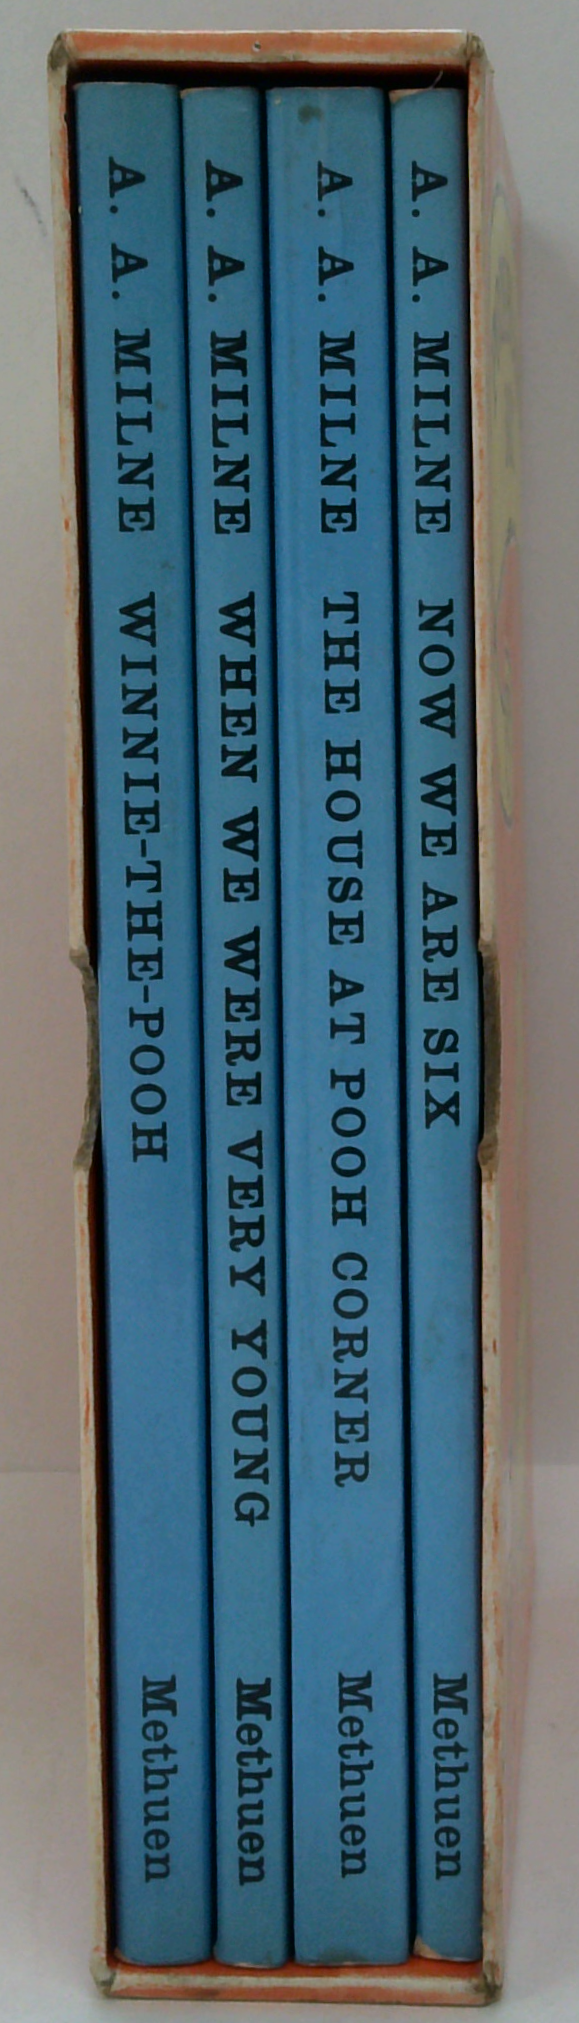 A. A. MILNE WINNIE-THE-POOH Methuen
A. A. MILNE WHEN WE WERE VERY YOUNG Methuen
A. A. MILNE THE HOUSE AT POOH CORNER Methuen
A. A. MILNE NOW WE ARE SIX Methuen